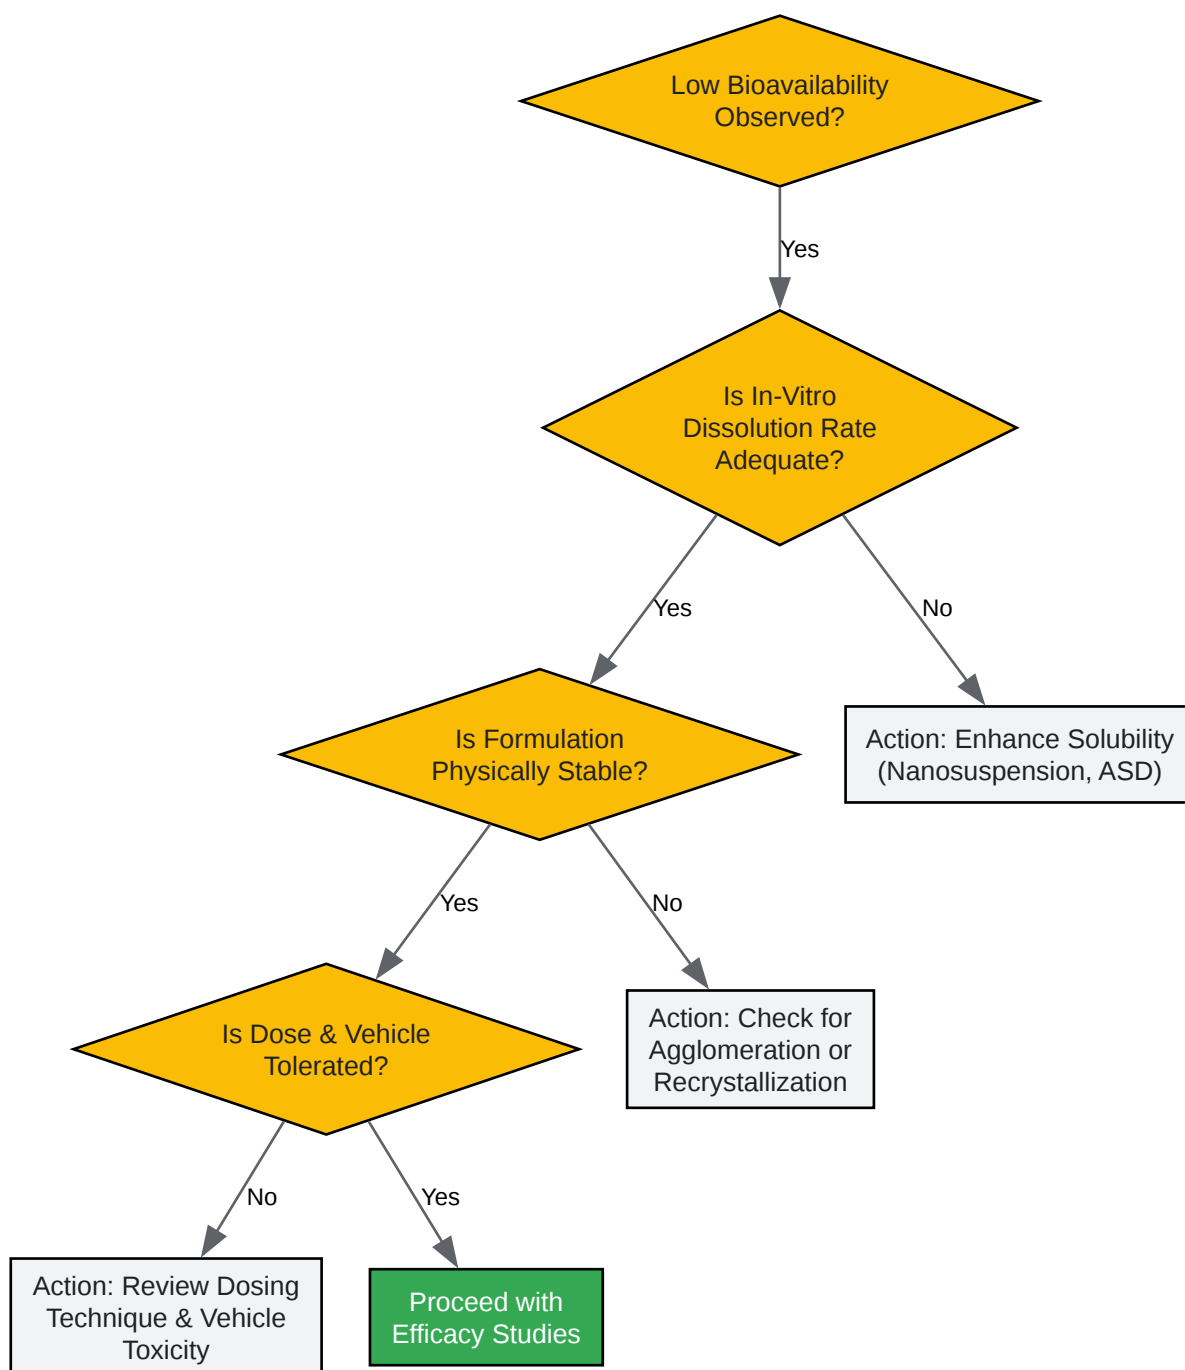 Low Bioavailability
Observed?
Yes
Is In-Vitro
Dissolution Rate
Adequate?
Yes
No
Is Formulation
Physically Stable?
Action: Enhance Solubility
(Nanosuspension, ASD)
Yes
No
Is Dose & Vehicle
Tolerated?
Action: Check for
Agglomeration or
Recrystallization
No
Yes
Action: Review Dosing
Technique & Vehicle
Toxicity
Proceed with
Efficacy Studies